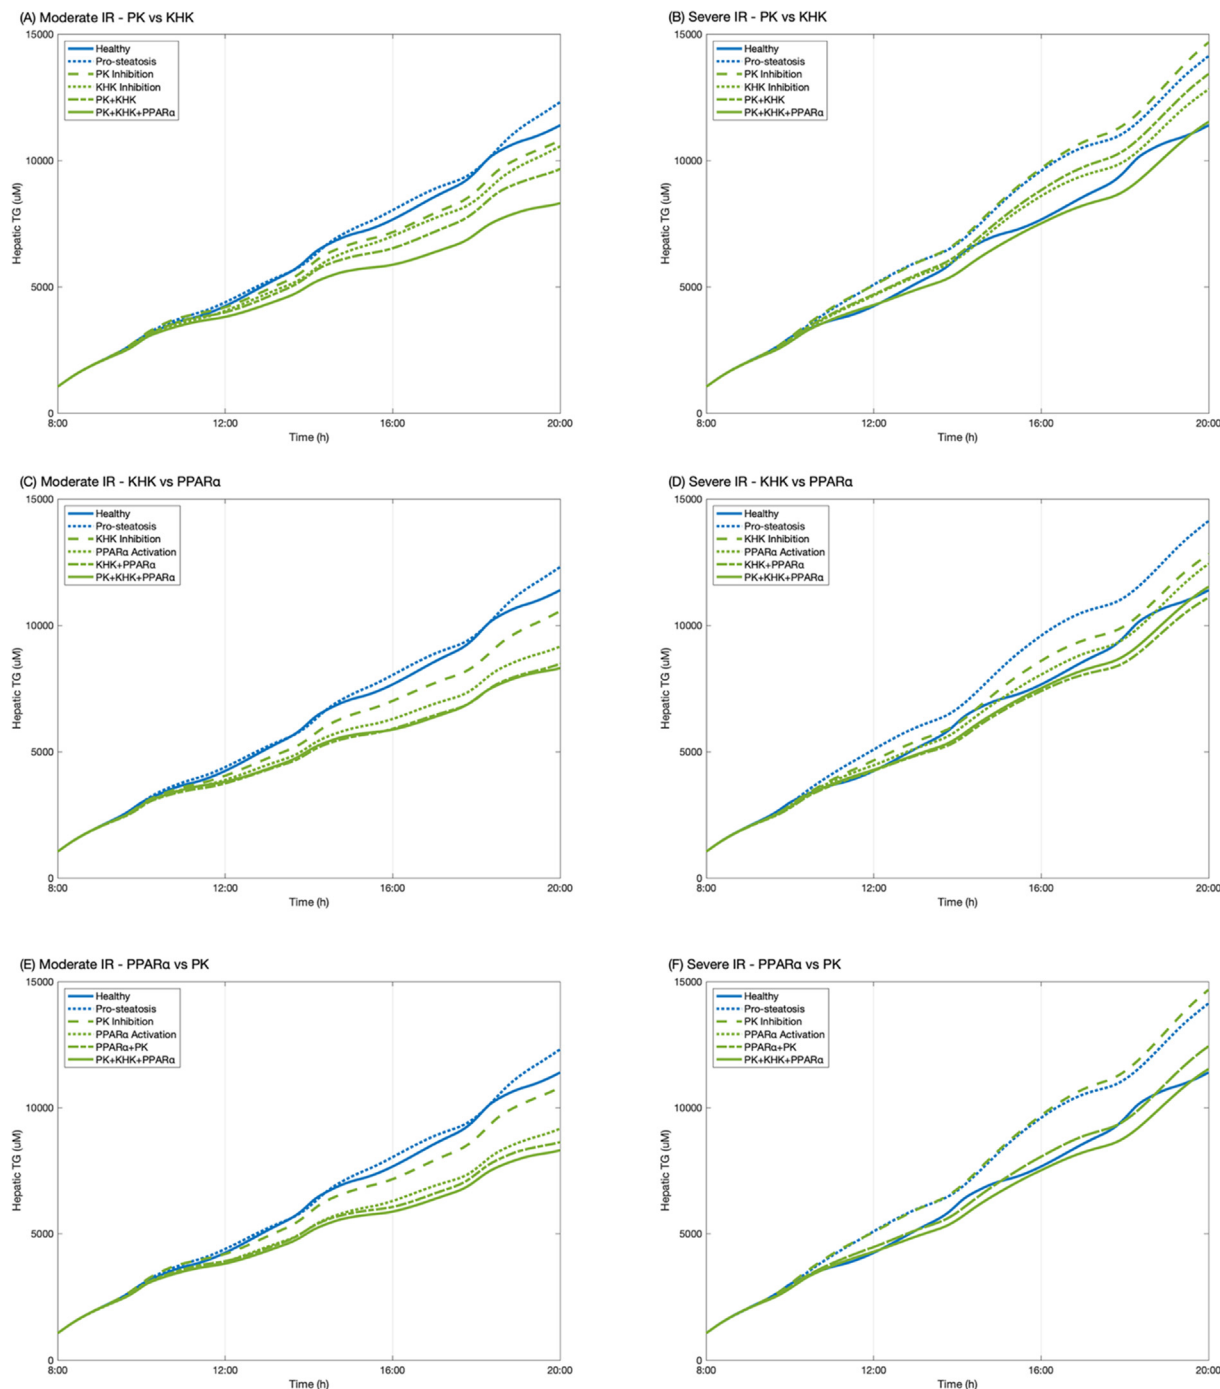 (A) Moderate IR - PK vs KHK
15000
Healthy
Pro-steatosis
PK Inhibition
KHK Inhibition
PK+KHK
PK+KHK+PPARα
10000
Hepatic TG (uM)
5000
0
8:00 12:00 16:00 20:00
Time (h)
(B) Severe IR - PK vs KHK
15000
Healthy
Pro-steatosis
PK Inhibition
KHK Inhibition
PK+KHK
PK+KHK+PPARα
10000
Hepatic TG (uM)
5000
0
8:00 12:00 16:00 20:00
Time (h)
(C) Moderate IR - KHK vs PPARα
15000
Healthy
Pro-steatosis
KHK Inhibition
PPARα Activation
KHK+PPARα
PK+KHK+PPARα
10000
Hepatic TG (uM)
5000
0
8:00 12:00 16:00 20:00
Time (h)
(D) Severe IR - KHK vs PPARα
15000
Healthy
Pro-steatosis
KHK Inhibition
PPARα Activation
KHK+PPARα
PK+KHK+PPARα
10000
Hepatic TG (uM)
5000
0
8:00 12:00 16:00 20:00
Time (h)
(E) Moderate IR - PPARα vs PK
15000
Healthy
Pro-steatosis
PK Inhibition
PPARα Activation
PPARα+PK
PK+KHK+PPARα
10000
Hepatic TG (uM)
5000
0
8:00 12:00 16:00 20:00
Time (h)
(F) Severe IR - PPARα vs PK
15000
Healthy
Pro-steatosis
PK Inhibition
PPARα Activation
PPARα+PK
PK+KHK+PPARα
10000
Hepatic TG (uM)
5000
0
8:00 12:00 16:00 20:00
Time (h)